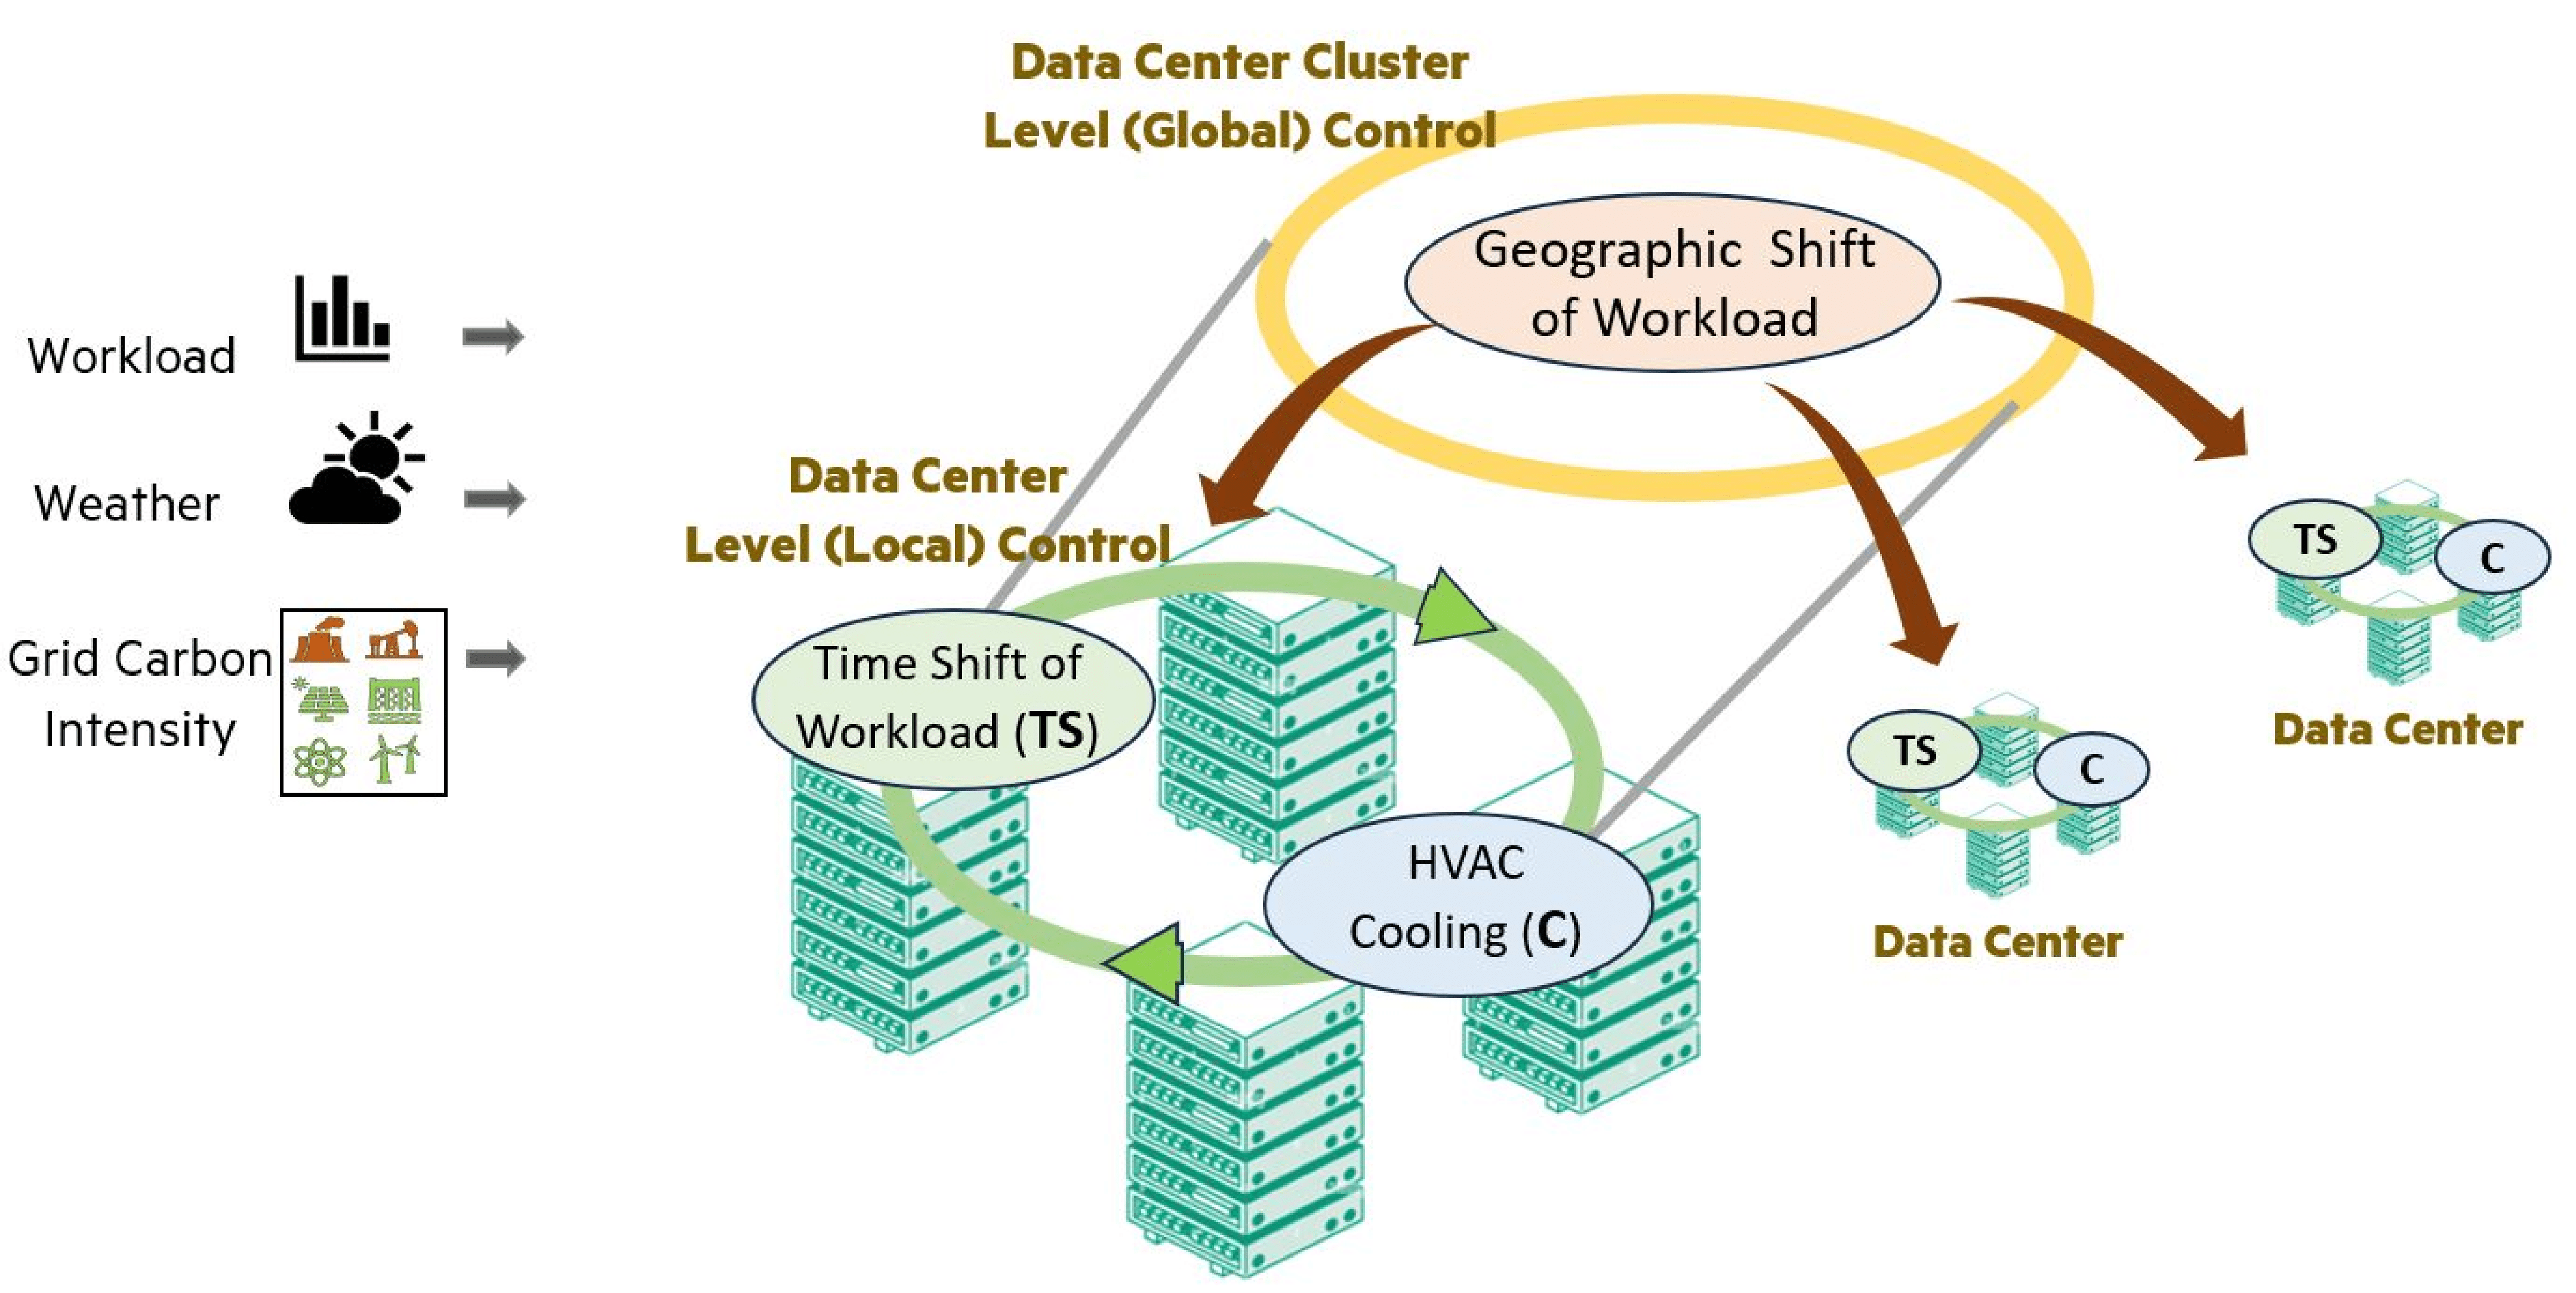 Data Center Cluster
Level (Global) Control
Geographic Shift
of Workload
Workload
Weather
Grid Carbon
Intensity
Data Center
Level (Local) Control
Time Shift of
Workload (TS)
HVAC
Cooling (C)
TS
C
Data Center
TS
C
Data Center